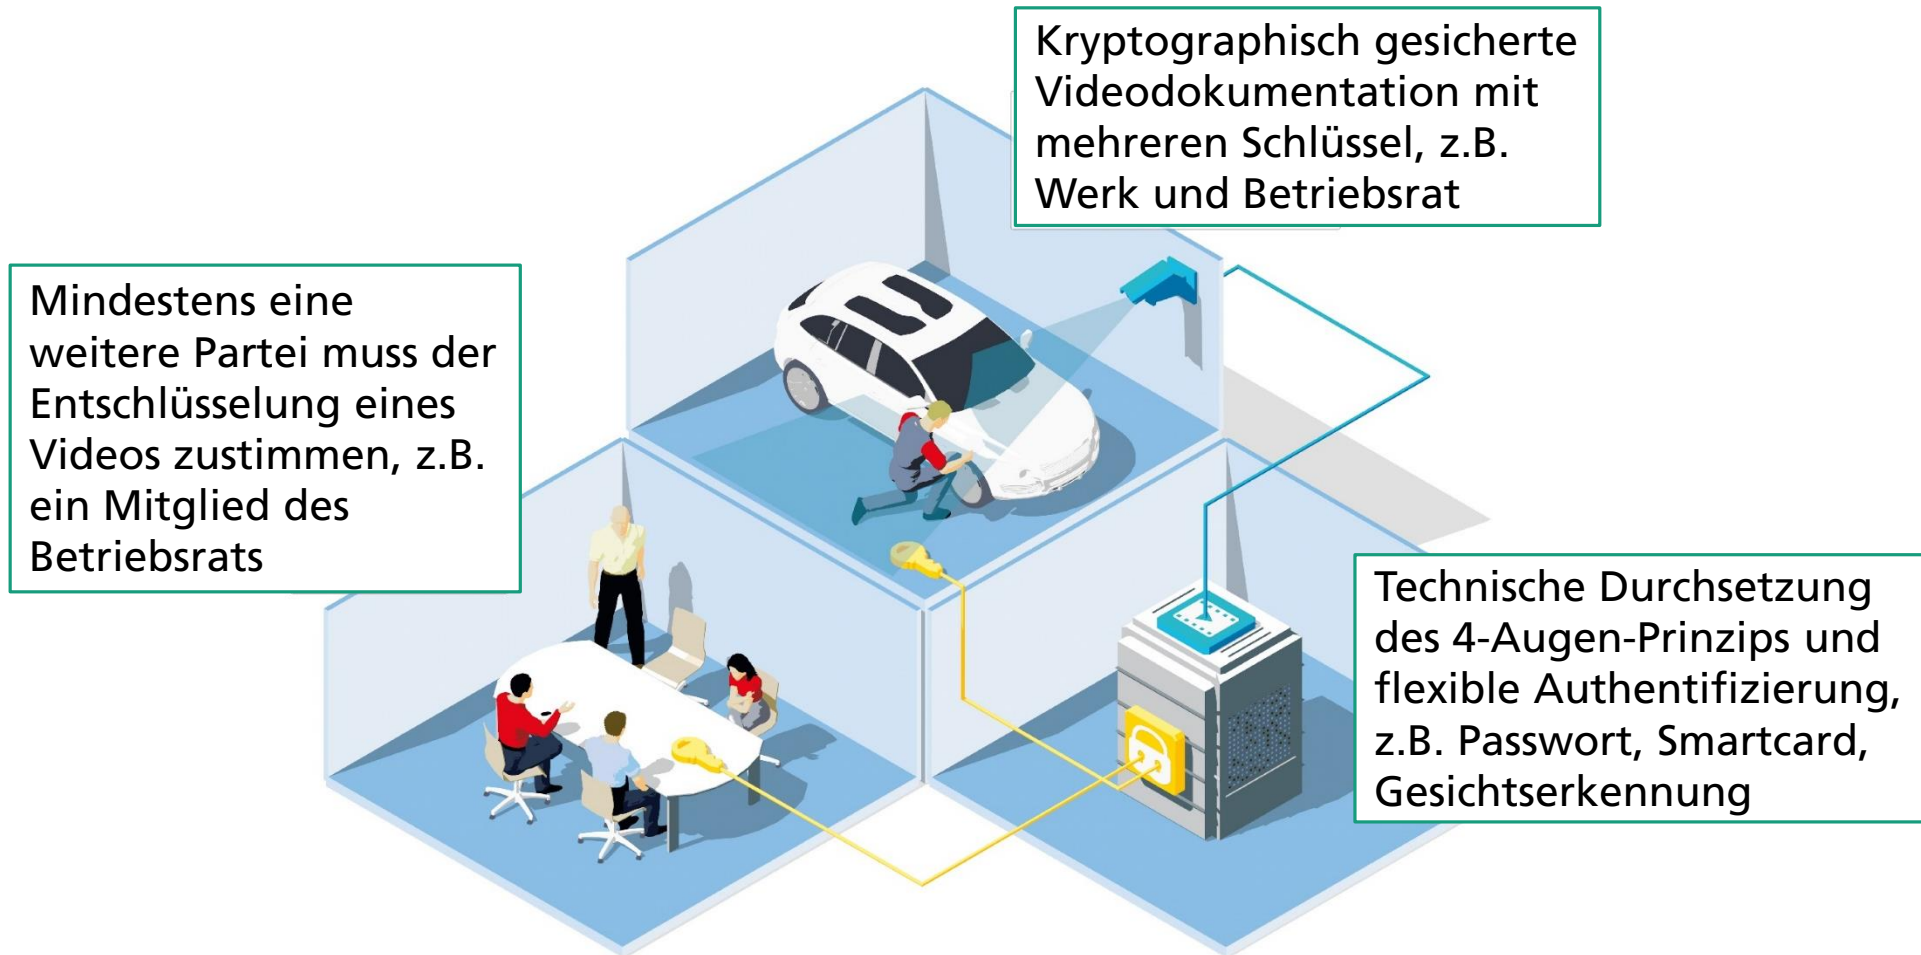 Kryptographisch gesicherte
Videodokumentation mit
mehreren Schlüssel, z.B.
Werk und Betriebsrat
Mindestens eine
weitere Partei muss der
Entschlüsselung eines
Videos zustimmen, z.B.
ein Mitglied des
Betriebsrats
Technische Durchsetzung
des 4-Augen-Prinzips und
flexible Authentifizierung,
z.B. Passwort, Smartcard,
Gesichtserkennung